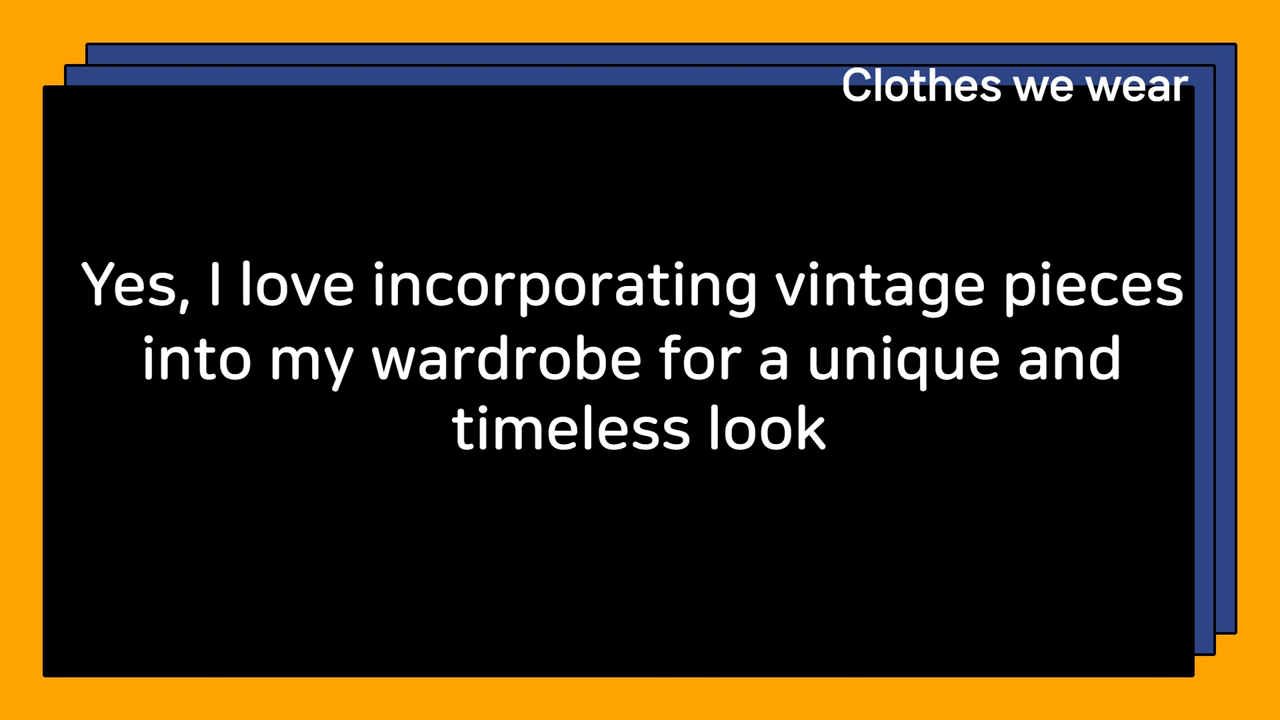 Clothes we wear
Yes, I love incorporating vintage pieces
into my wardrobe for a unique and
timeless look